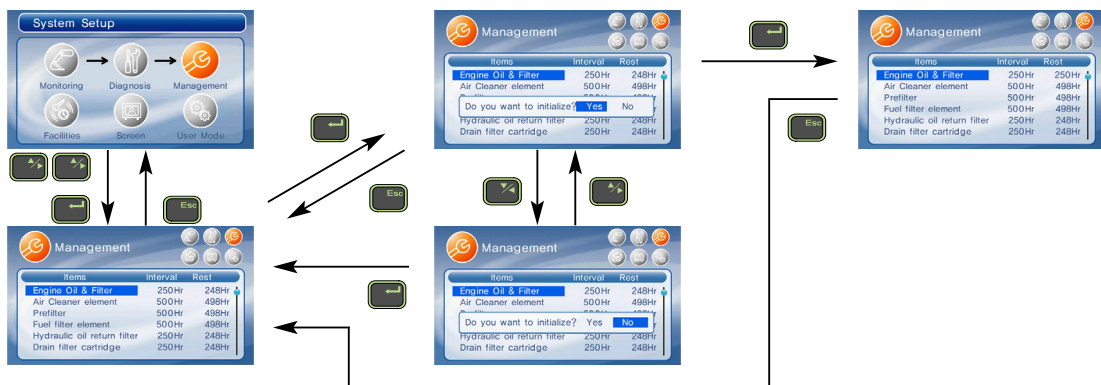 System Setup
Monitoring
Diagnosis
Management
Facilities
Screen
User Mode
Esc
Management
Items Interval Rest
Engine Oil & Filter 250Hr 248Hr
Air Cleaner element 500Hr 498Hr
Prefilter 500Hr 498Hr
Fuel filter element 500Hr 498Hr
Hydraulic oil return filter 250Hr 248Hr
Drain filter cartridge 250Hr 248Hr
Esc
Management
Items Interval Rest
Engine Oil & Filter 250Hr 248Hr
Air Cleaner element 500Hr 498Hr
Do you want to initialize? Yes No
Hydraulic oil return filter 250Hr 248Hr
Drain filter cartridge 250Hr 248Hr
Management
Items Interval Rest
Engine Oil & Filter 250Hr 248Hr
Air Cleaner element 500Hr 498Hr
Do you want to initialize? Yes No
Hydraulic oil return filter 250Hr 248Hr
Drain filter cartridge 250Hr 248Hr
Management
Items Interval Rest
Engine Oil & Filter 250Hr 250Hr
Air Cleaner element 500Hr 498Hr
Prefilter 500Hr 498Hr
Fuel filter element 500Hr 498Hr
Hydraulic oil return filter 250Hr 248Hr
Drain filter cartridge 250Hr 248Hr
Esc